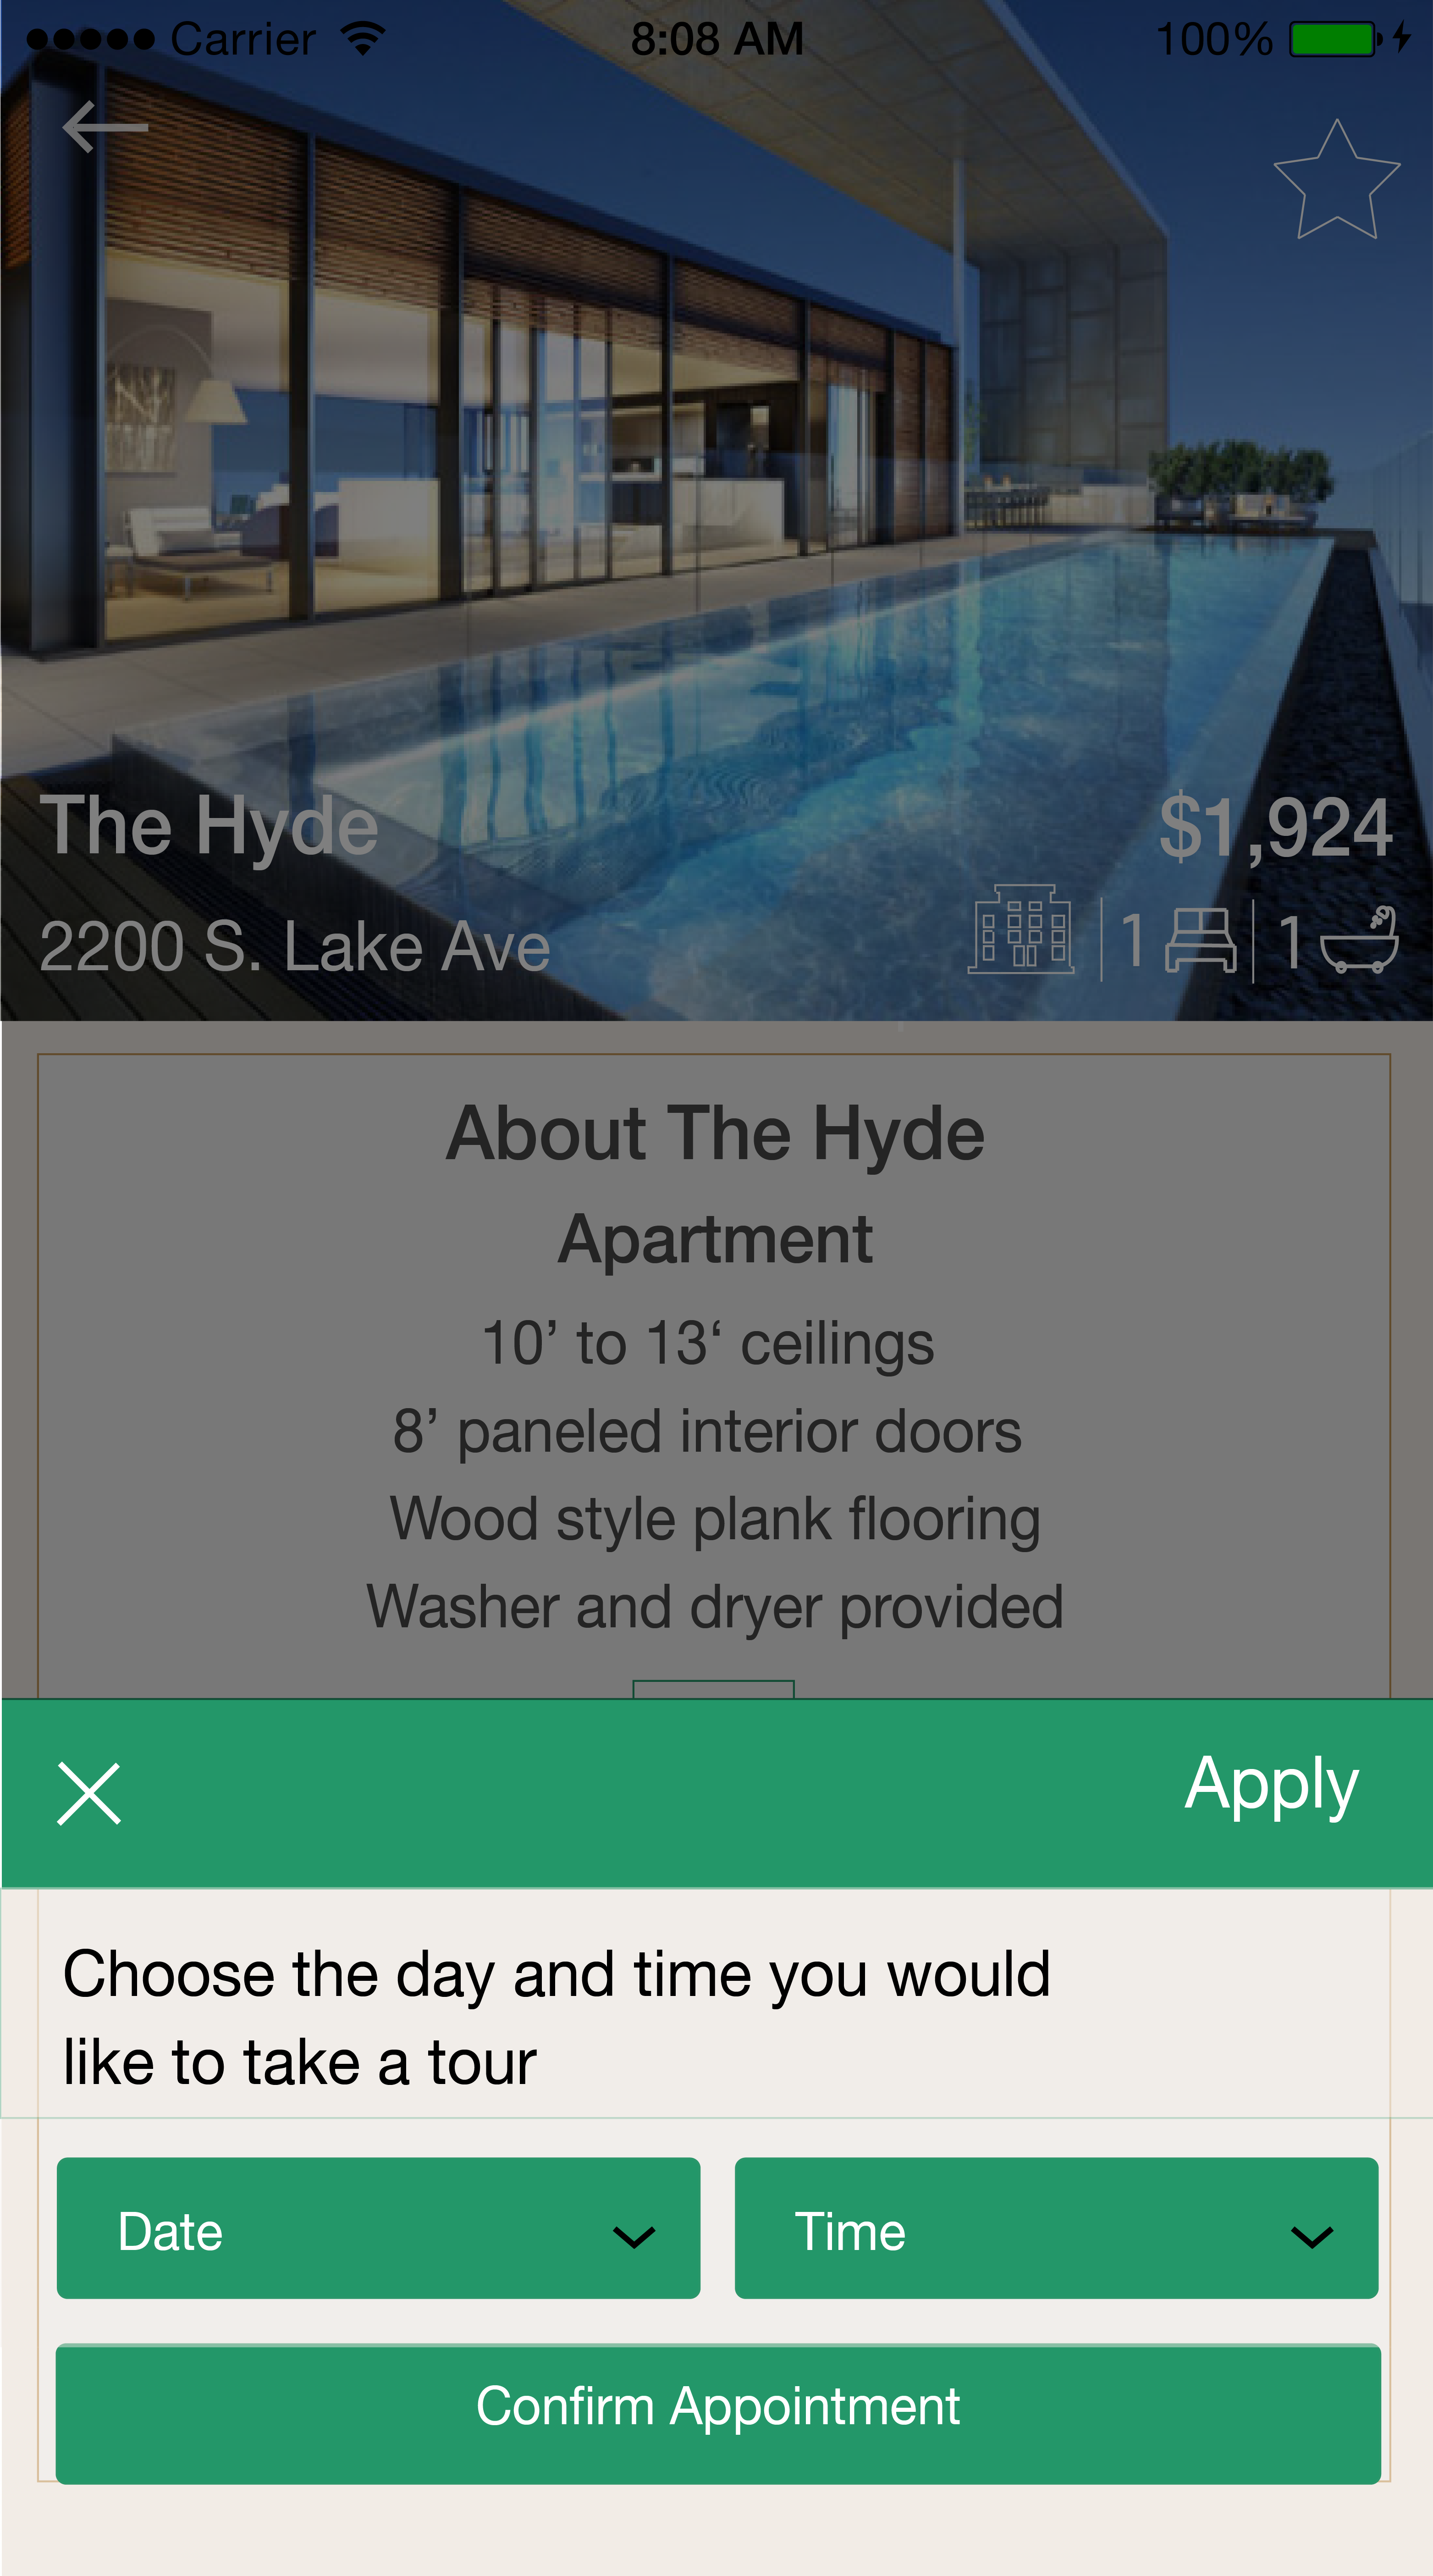 Carrier 8:08 AM 100%
The Hyde $1,924
2200 S. Lake Ave 1 1
About The Hyde
Apartment
10’ to 13‘ ceilings
8’ paneled interior doors
Wood style plank flooring
Washer and dryer provided
Apply
Choose the day and time you would
like to take a tour
Date Time
Confirm Appointment